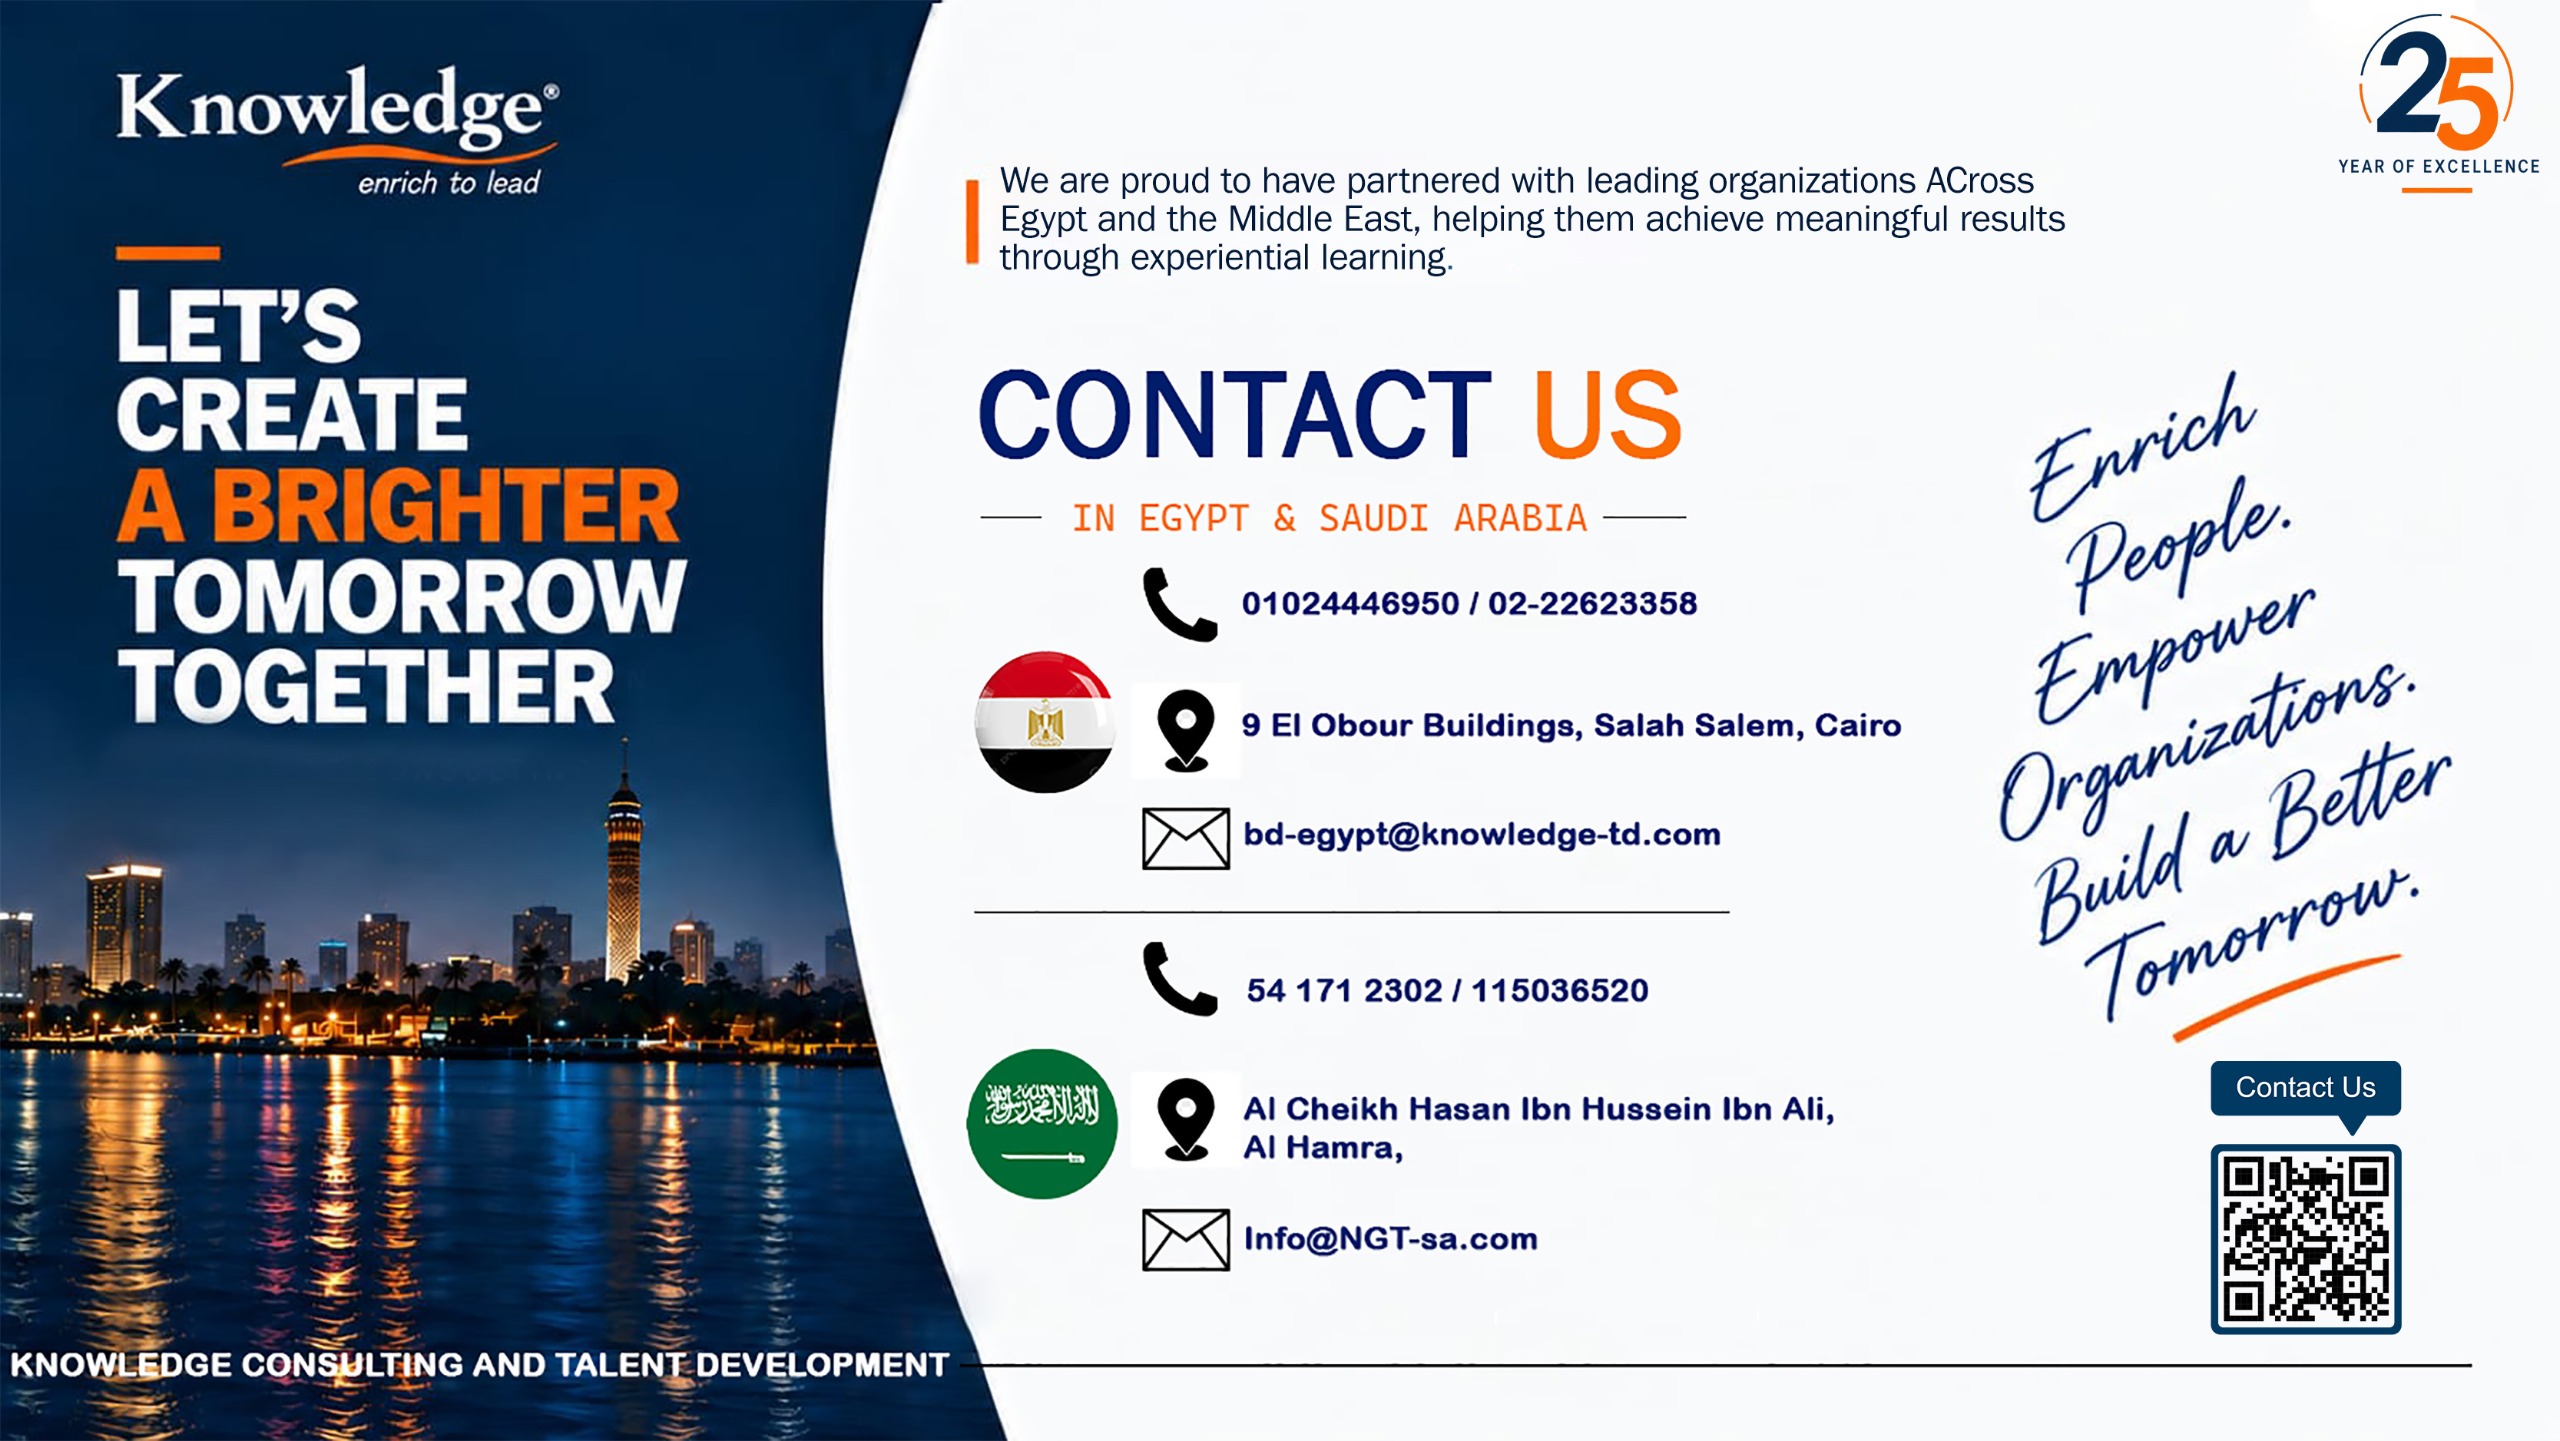 Knowledge®
enrich to lead
LET'S
CREATE
A BRIGHTER
TOMORROW
TOGETHER
KNOWLEDGE CONSULTING AND TALENT DEVELOPMENT
25
YEAR OF EXCELLENCE
We are proud to have partnered with leading organizations ACross
Egypt and the Middle East, helping them achieve meaningful results
through experiential learning.
CONTACT US
IN EGYPT & SAUDI ARABIA
01024446950 / 02-22623358
9 El Obour Buildings, Salah Salem, Cairo
bd-egypt@knowledge-td.com
54 171 2302 / 115036520
Al Cheikh Hasan Ibn Hussein Ibn Ali,
Al Hamra,
Info@NGT-sa.com
Enrich
People.
Empower
Organizations.
Build a Better
Tomorrow.
Contact Us